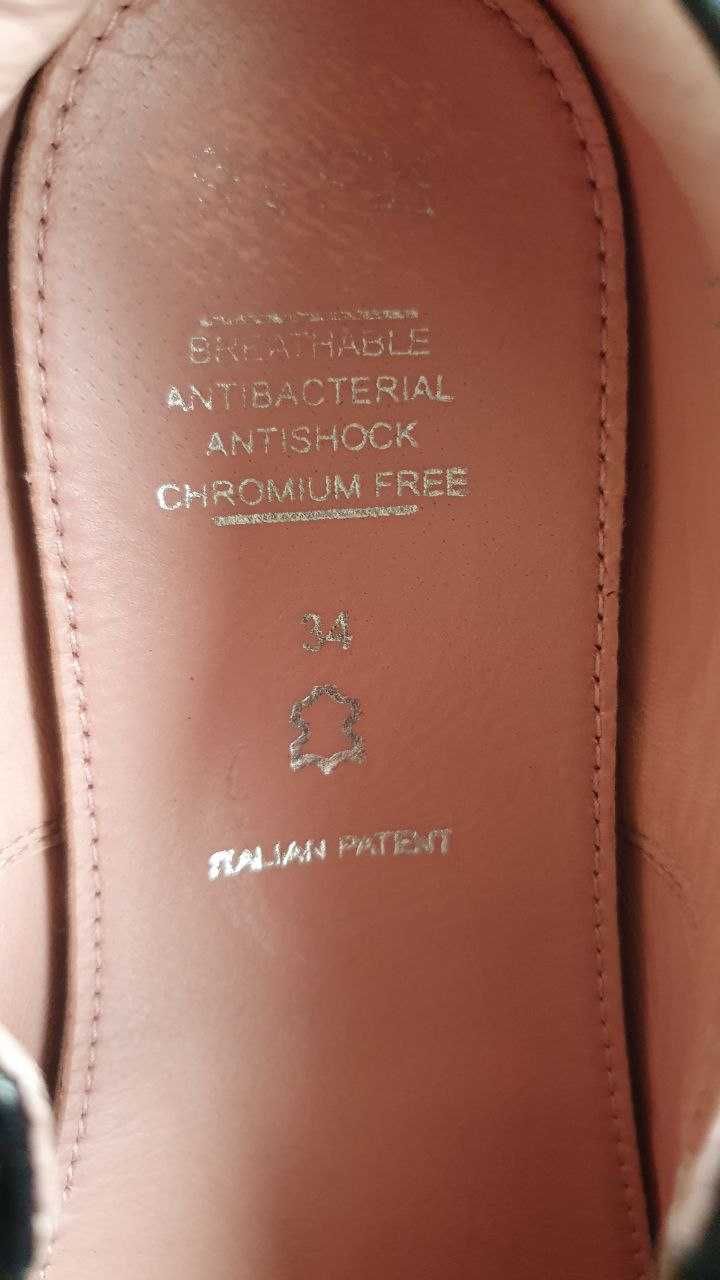 BREATHABLE
ANTIBACTERIAL
ANTISHOCK
CHROMIUM FREE
34
ITALIAN PATENT